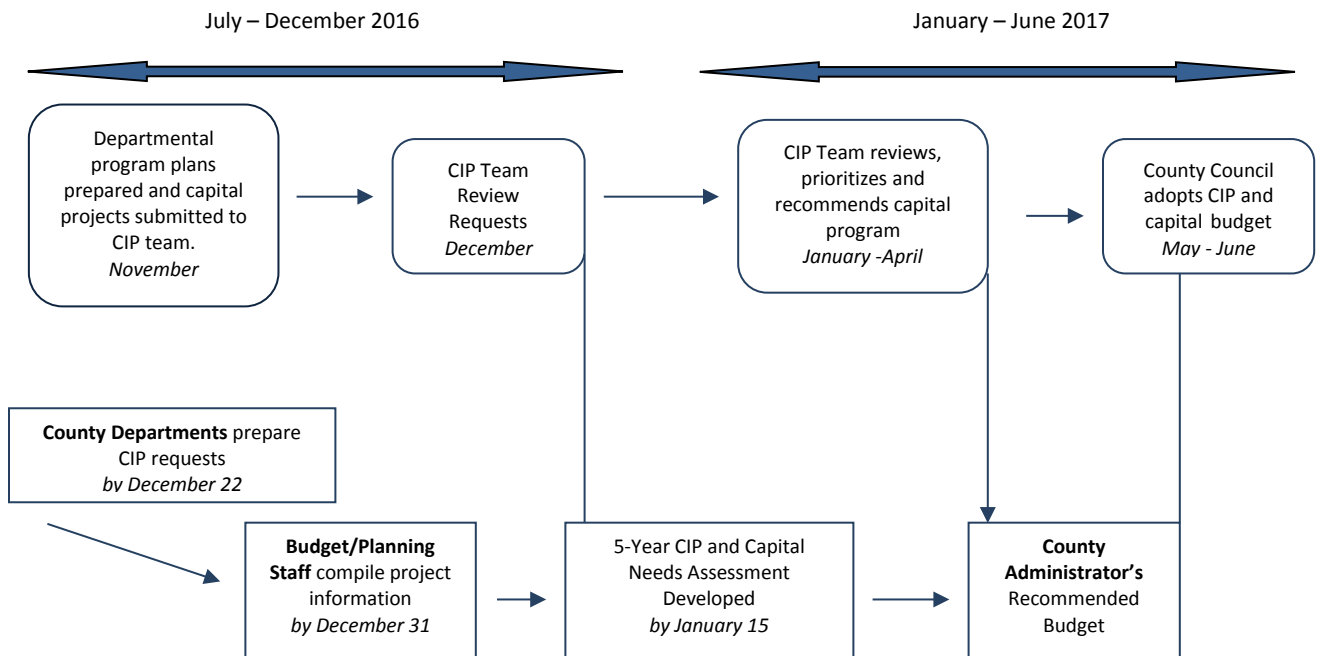 July – December 2016
January – June 2017
Departmental
program plans
prepared and capital
projects submitted to
CIP team.
November
CIP Team
Review
Requests
December
CIP Team reviews,
prioritizes and
recommends capital
program
January -April
County Council
adopts CIP and
capital budget
May - June
County Departments prepare
CIP requests
by December 22
Budget/Planning
Staff compile project
information
by December 31
5-Year CIP and Capital
Needs Assessment
Developed
by January 15
County
Administrator's
Recommended
Budget